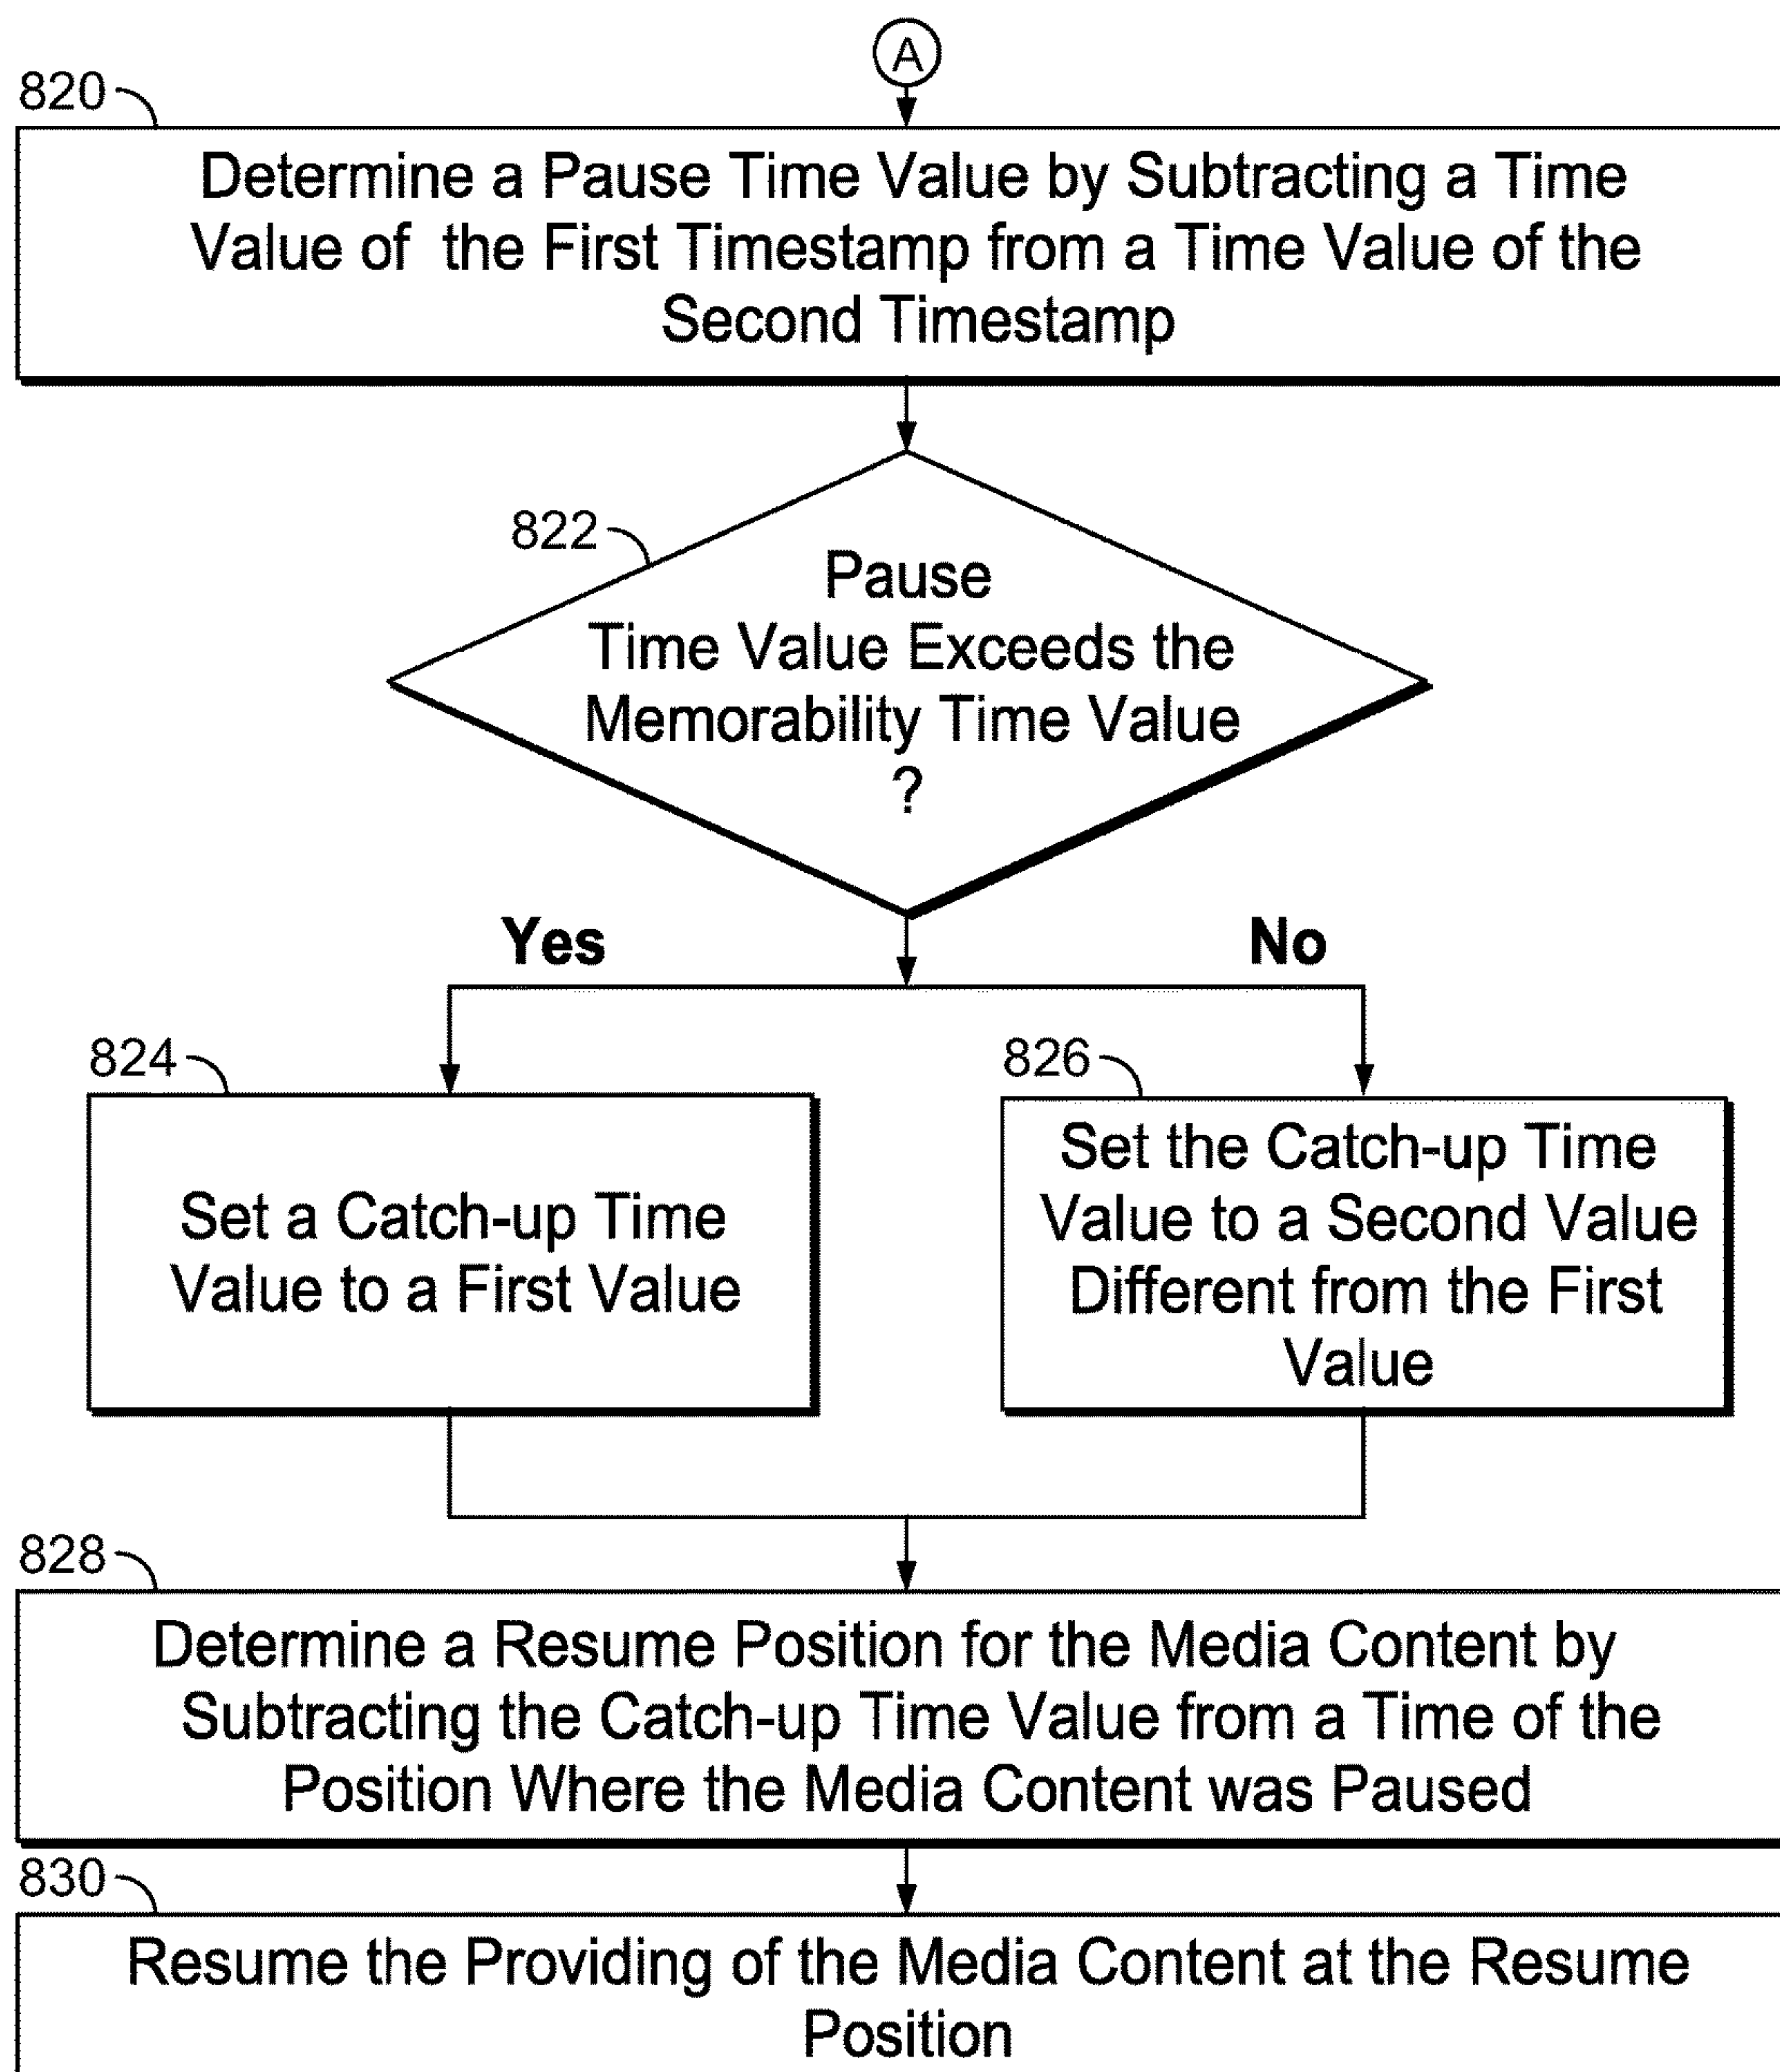 A
820
Determine a Pause Time Value by Subtracting a Time
Value of the First Timestamp from a Time Value of the
Second Timestamp
822
Pause
Time Value Exceeds the
Memorability Time Value
?
Yes
No
824
Set a Catch-up Time
Value to a First Value
826
Set the Catch-up Time
Value to a Second Value
Different from the First
Value
828
Determine a Resume Position for the Media Content by
Subtracting the Catch-up Time Value from a Time of the
Position Where the Media Content was Paused
830
Resume the Providing of the Media Content at the Resume
Position